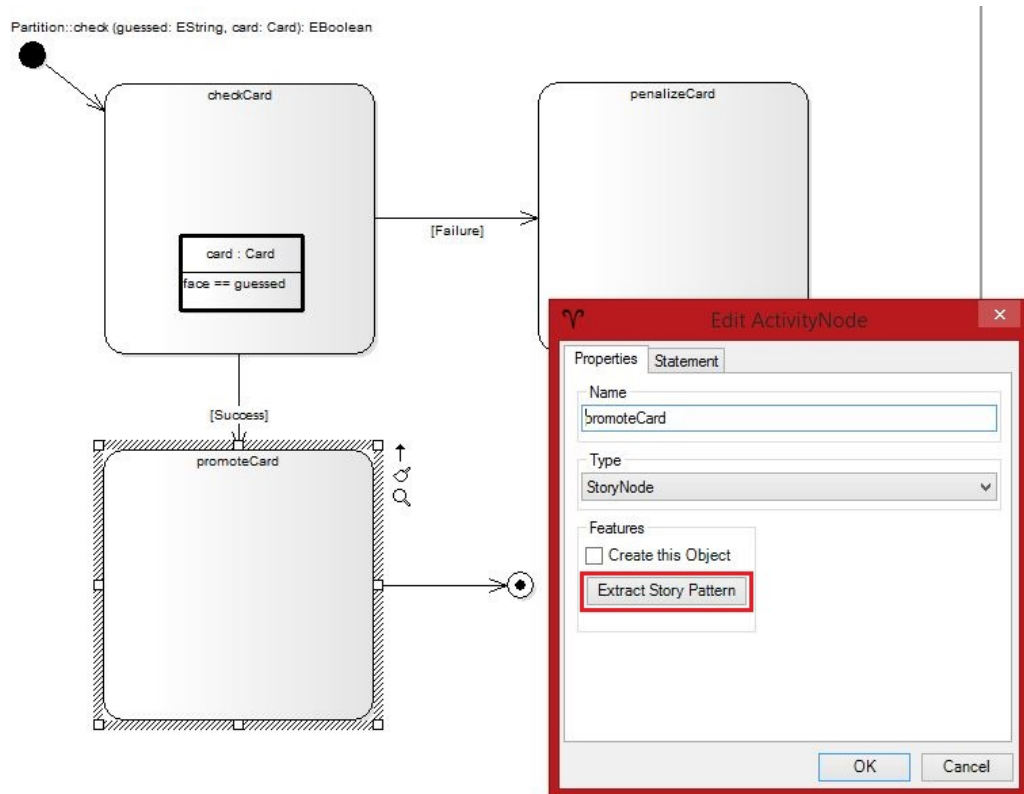 Partition::check (guessed: EString, card: Card): EBoolean
checkCard
penalizeCard
card : Card
face == guessed
[Failure]
[Success]
promoteCard
Edit ActivityNode
Properties
Statement
Name
promoteCard
Type
StoryNode
Features
Create this Object
Extract Story Pattern
OK
Cancel